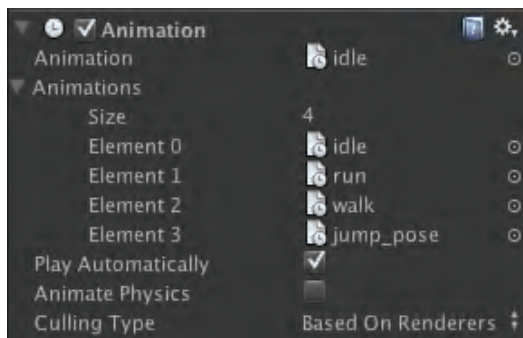 Animation
Animation idle
Animations
Size 4
Element 0 idle
Element 1 run
Element 2 walk
Element 3 jump_pose
Play Automatically
Animate Physics
Culling Type Based On Renderers